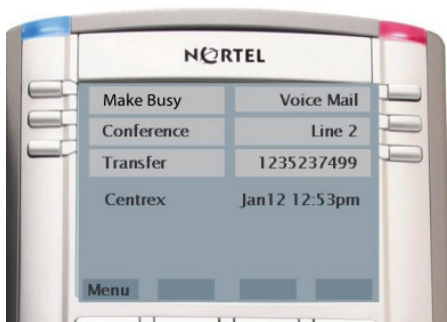 NORTEL
Make Busy Voice Mail
Conference Line 2
Transfer 1235237499
Centrex Jan12 12:53pm
Menu